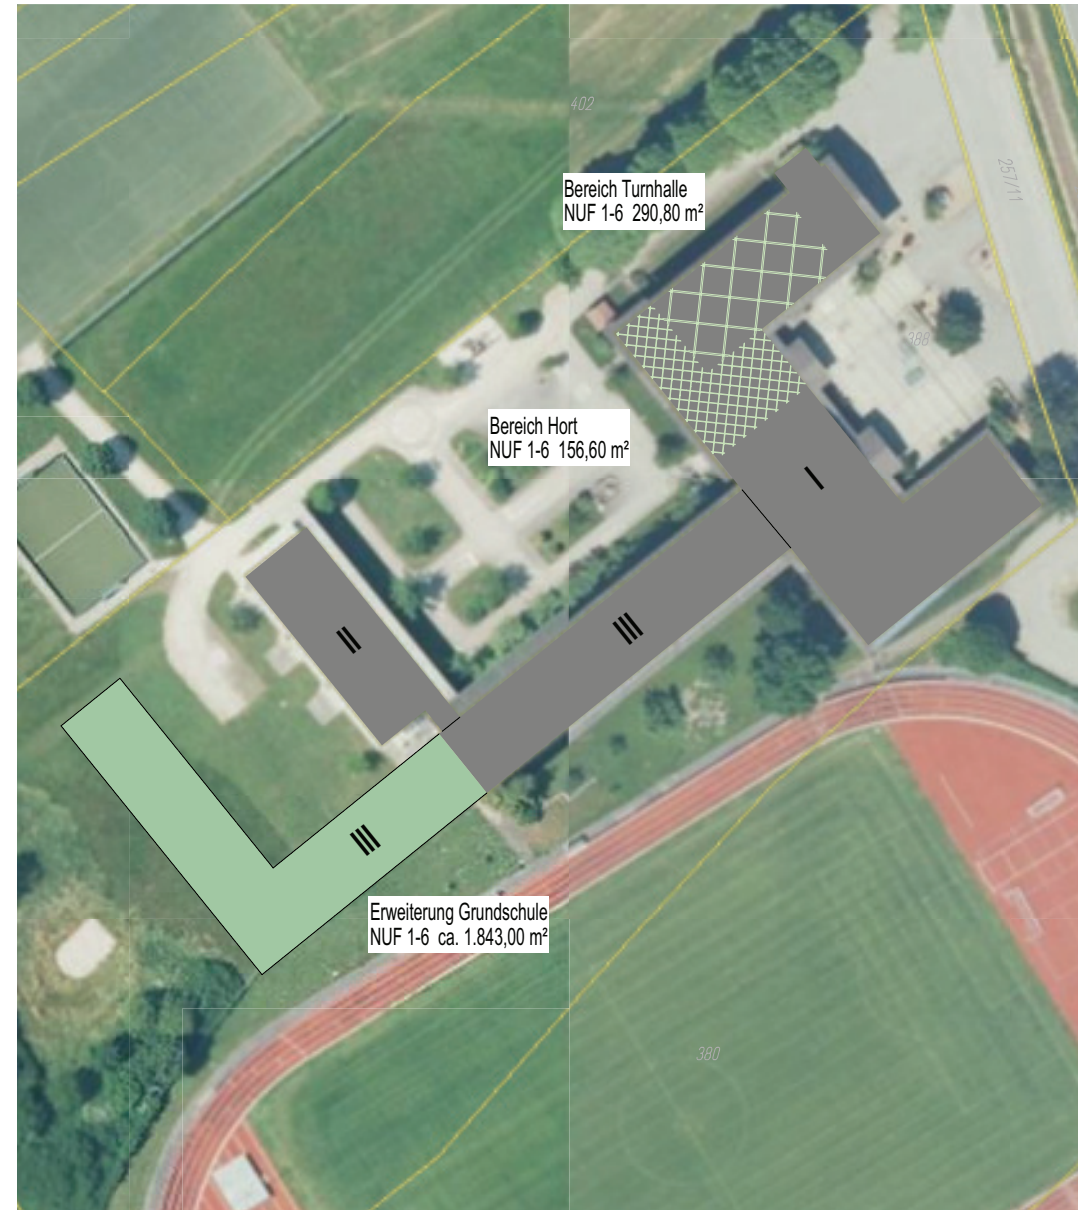 402
257/11
Bereich Turnhalle
NUF 1-6 290,80 m²
388
Bereich Hort
NUF 1-6 156,60 m²
I
III
II
III
Erweiterung Grundschule
NUF 1-6 ca. 1.843,00 m²
380